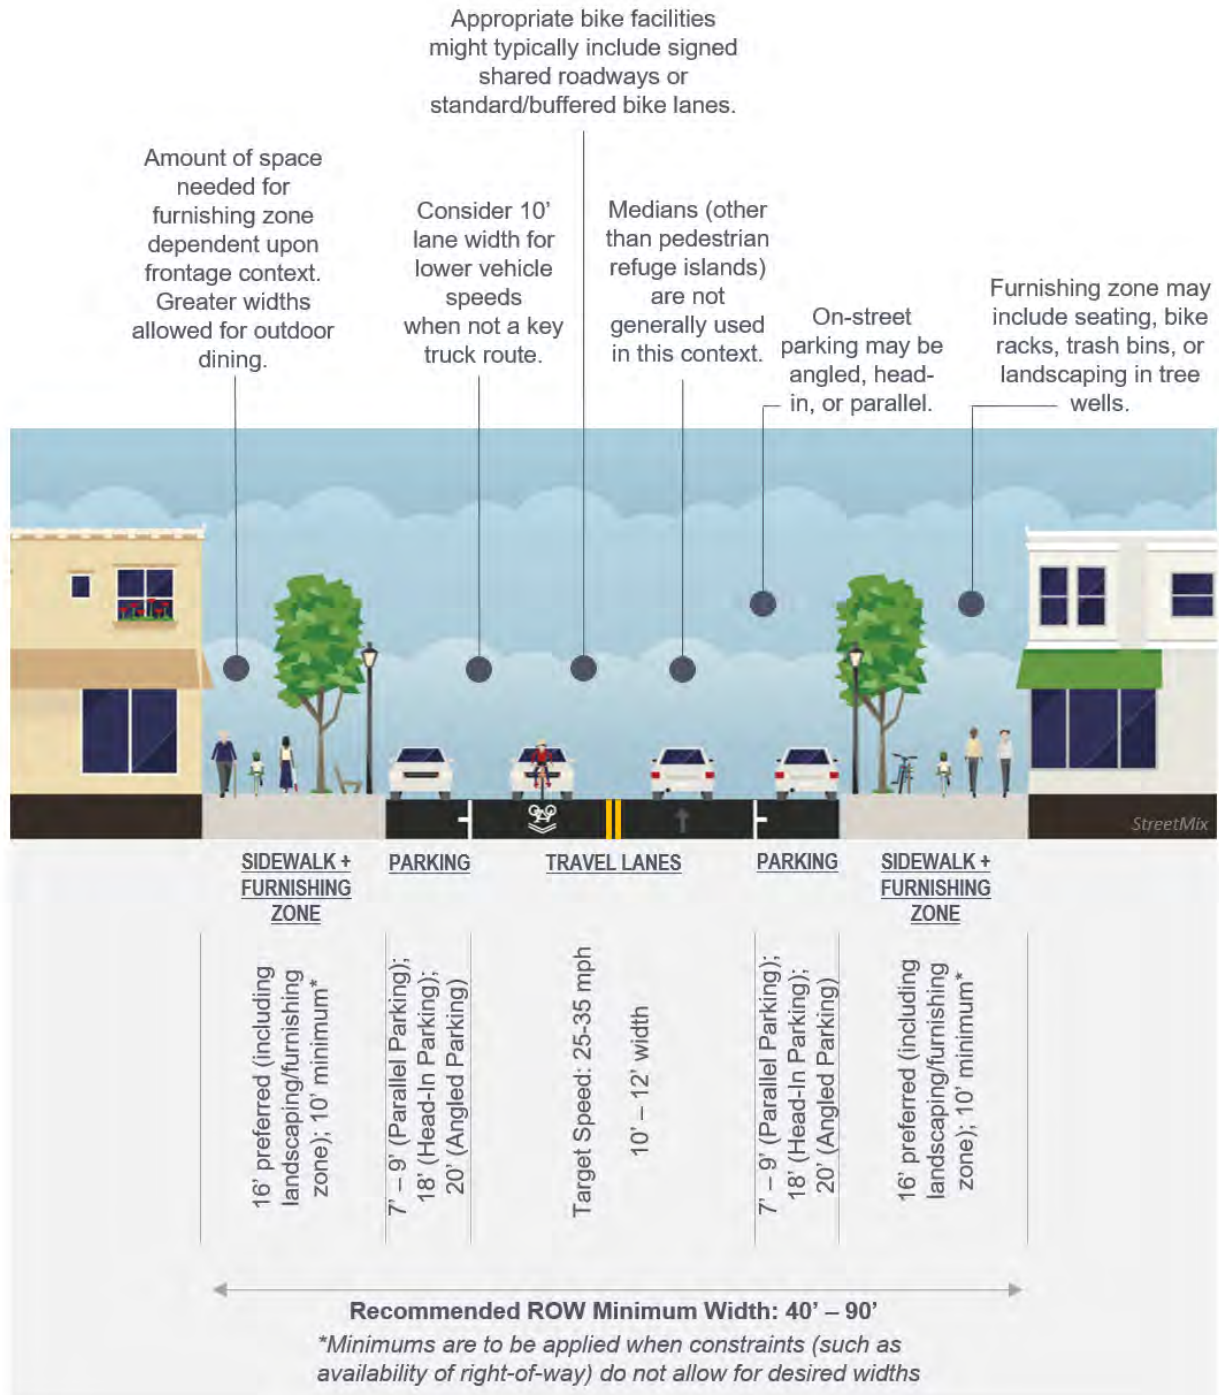 Appropriate bike facilities
might typically include signed
shared roadways or
standard/buffered bike lanes.
Amount of space
needed for
furnishing zone
dependent upon
frontage context.
Greater widths
allowed for outdoor
dining.
Consider 10’
lane width for
lower vehicle
speeds
when not a key
truck route.
Medians (other
than pedestrian
refuge islands)
are not
generally used
in this context.
On-street
parking may be
angled, head-
in, or parallel.
Furnishing zone may
include seating, bike
racks, trash bins, or
landscaping in tree
wells.
StreetMix
SIDEWALK +
FURNISHING
ZONE
PARKING
TRAVEL LANES
PARKING
SIDEWALK +
FURNISHING
ZONE
16’ preferred (including
landscaping/furnishing
zone); 10’ minimum*
7’ – 9’ (Parallel Parking);
18’ (Head-In Parking);
20’ (Angled Parking)
Target Speed: 25-35 mph
10’ – 12’ width
7’ – 9’ (Parallel Parking);
18’ (Head-In Parking);
20’ (Angled Parking)
16’ preferred (including
landscaping/furnishing
zone); 10’ minimum*
Recommended ROW Minimum Width: 40’ – 90’
*Minimums are to be applied when constraints (such as
availability of right-of-way) do not allow for desired widths